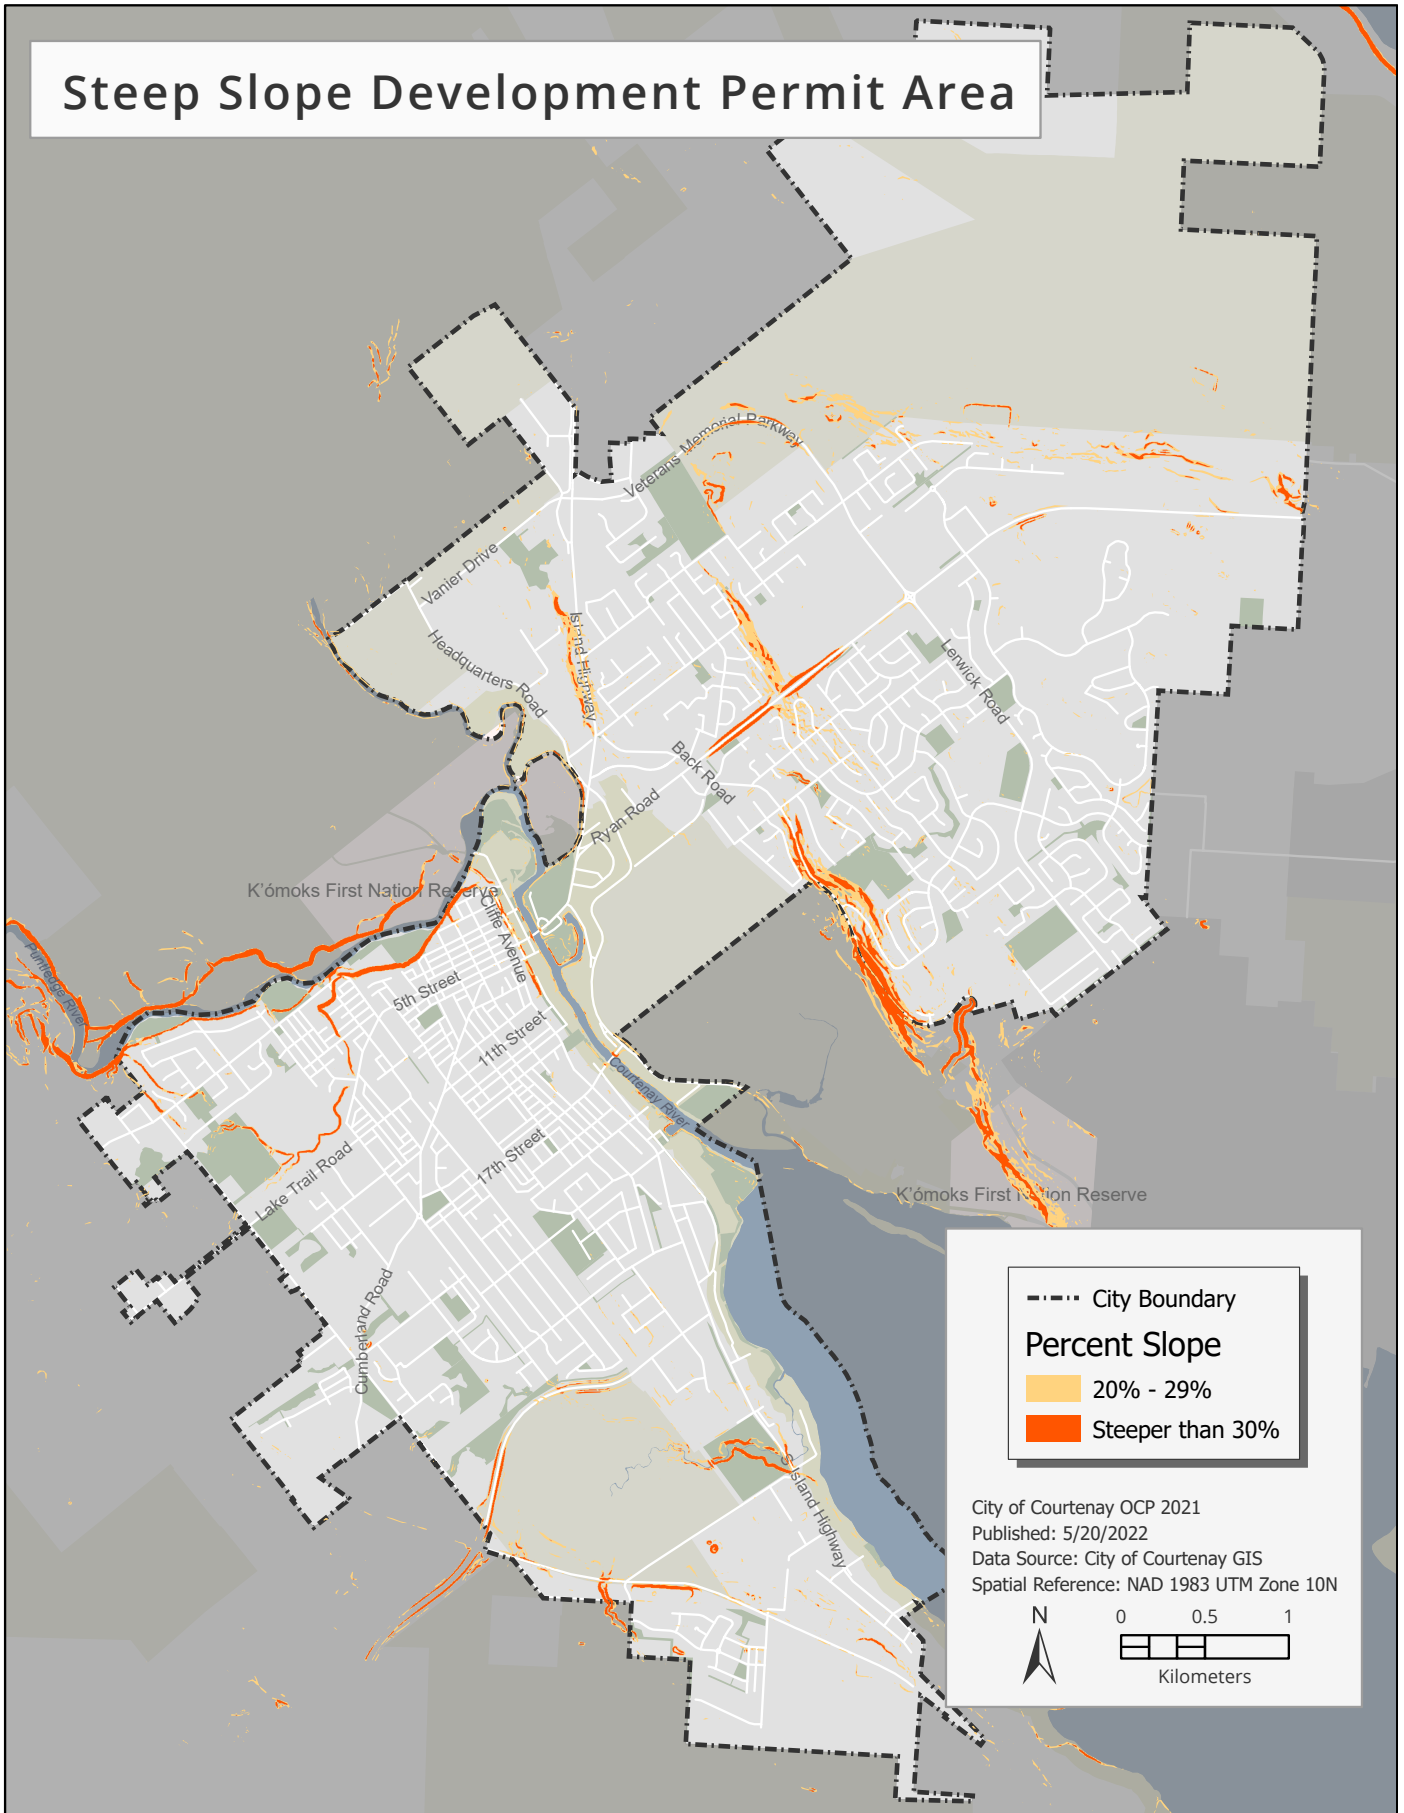 Steep Slope Development Permit Area
Veterans Memorial Parkway
Vanier Drive
Island Highway
Headquarters Road
Lerwick Road
Back Road
Ryan Road
K'ómoks First Nation Reserve
Cliffe Avenue
Puntledge River
5th Street
11th Street
Courtenay River
17th Street
Lake Trail Road
K'ómoks First Nation Reserve
Cumberland Road
S Island Highway
City Boundary
Percent Slope
20% - 29%
Steeper than 30%
City of Courtenay OCP 2021
Published: 5/20/2022
Data Source: City of Courtenay GIS
Spatial Reference: NAD 1983 UTM Zone 10N
N
0 0.5 1
Kilometers